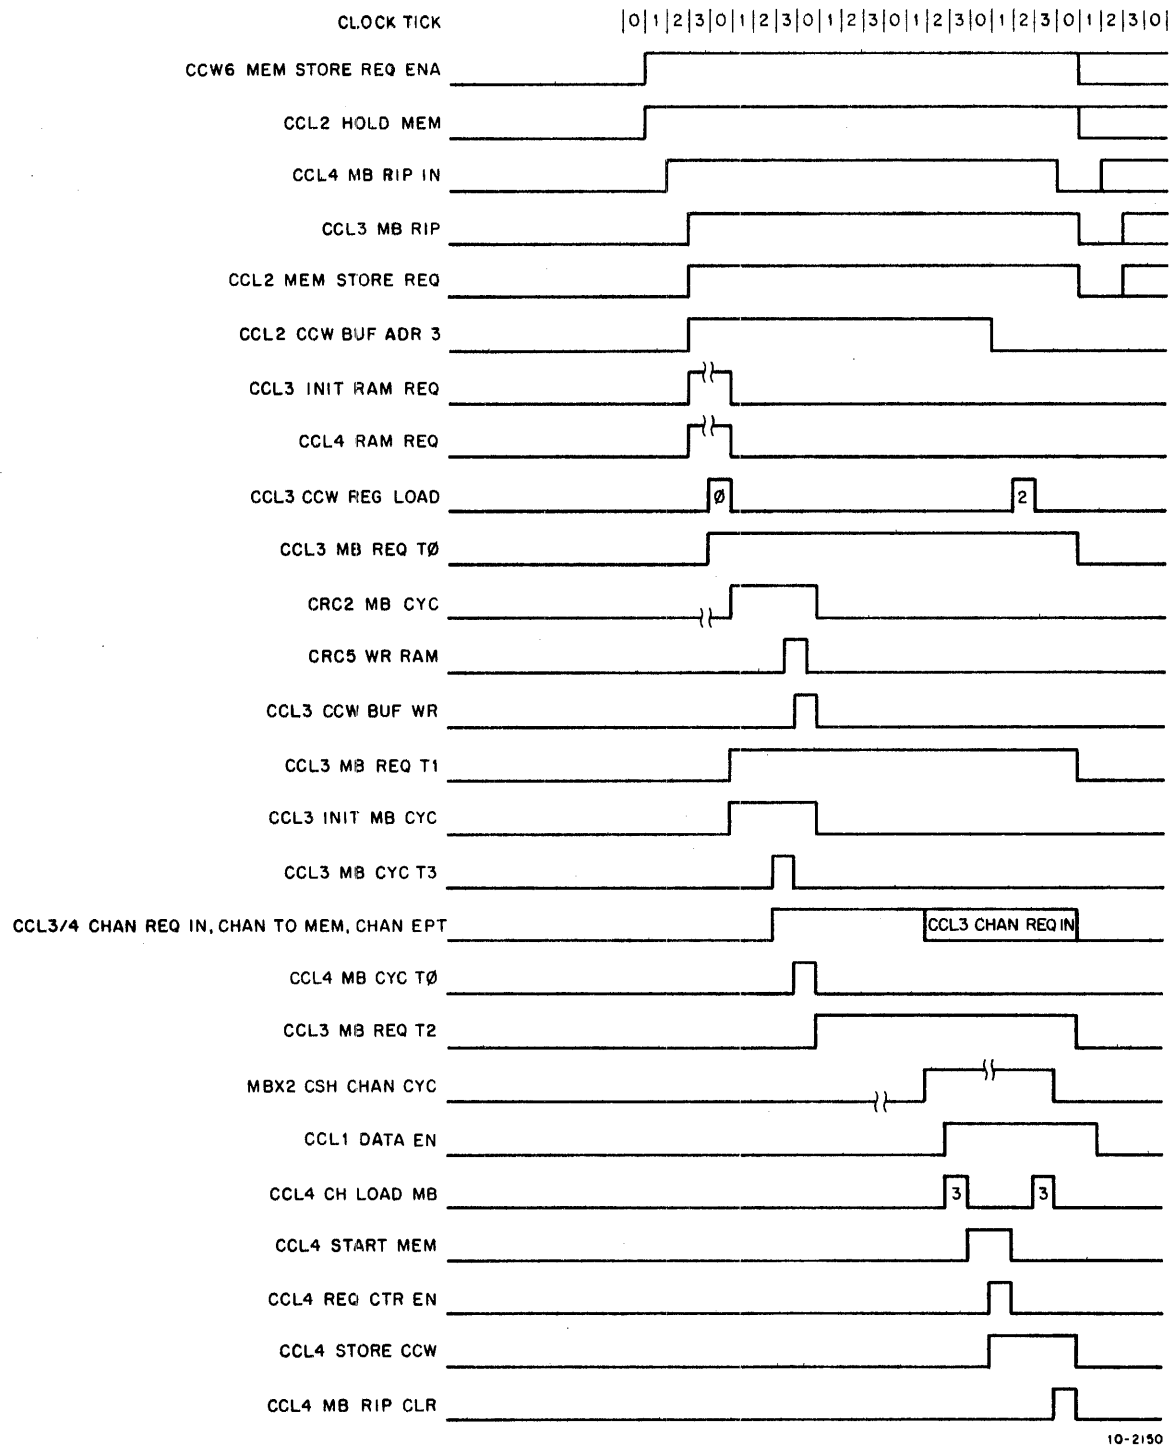 CLOCK TICK |0|1|2|3|0|1|2|3|0|1|2|3|0|1|2|3|0|1|2|3|0|1|2|3|0|
CCW6 MEM STORE REQ ENA
CCL2 HOLD MEM
CCL4 MB RIP IN
CCL3 MB RIP
CCL2 MEM STORE REQ
CCL2 CCW BUF ADR 3
CCL3 INIT RAM REQ
CCL4 RAM REQ
CCL3 CCW REG LOAD Ø 2
CCL3 MB REQ TØ
CRC2 MB CYC
CRC5 WR RAM
CCL3 CCW BUF WR
CCL3 MB REQ T1
CCL3 INIT MB CYC
CCL3 MB CYC T3
CCL3/4 CHAN REQ IN, CHAN TO MEM, CHAN EPT CCL3 CHAN REQ IN
CCL4 MB CYC TØ
CCL3 MB REQ T2
MBX2 CSH CHAN CYC
CCL1 DATA EN
CCL4 CH LOAD MB 3 3
CCL4 START MEM
CCL4 REQ CTR EN
CCL4 STORE CCW
CCL4 MB RIP CLR
10-2150